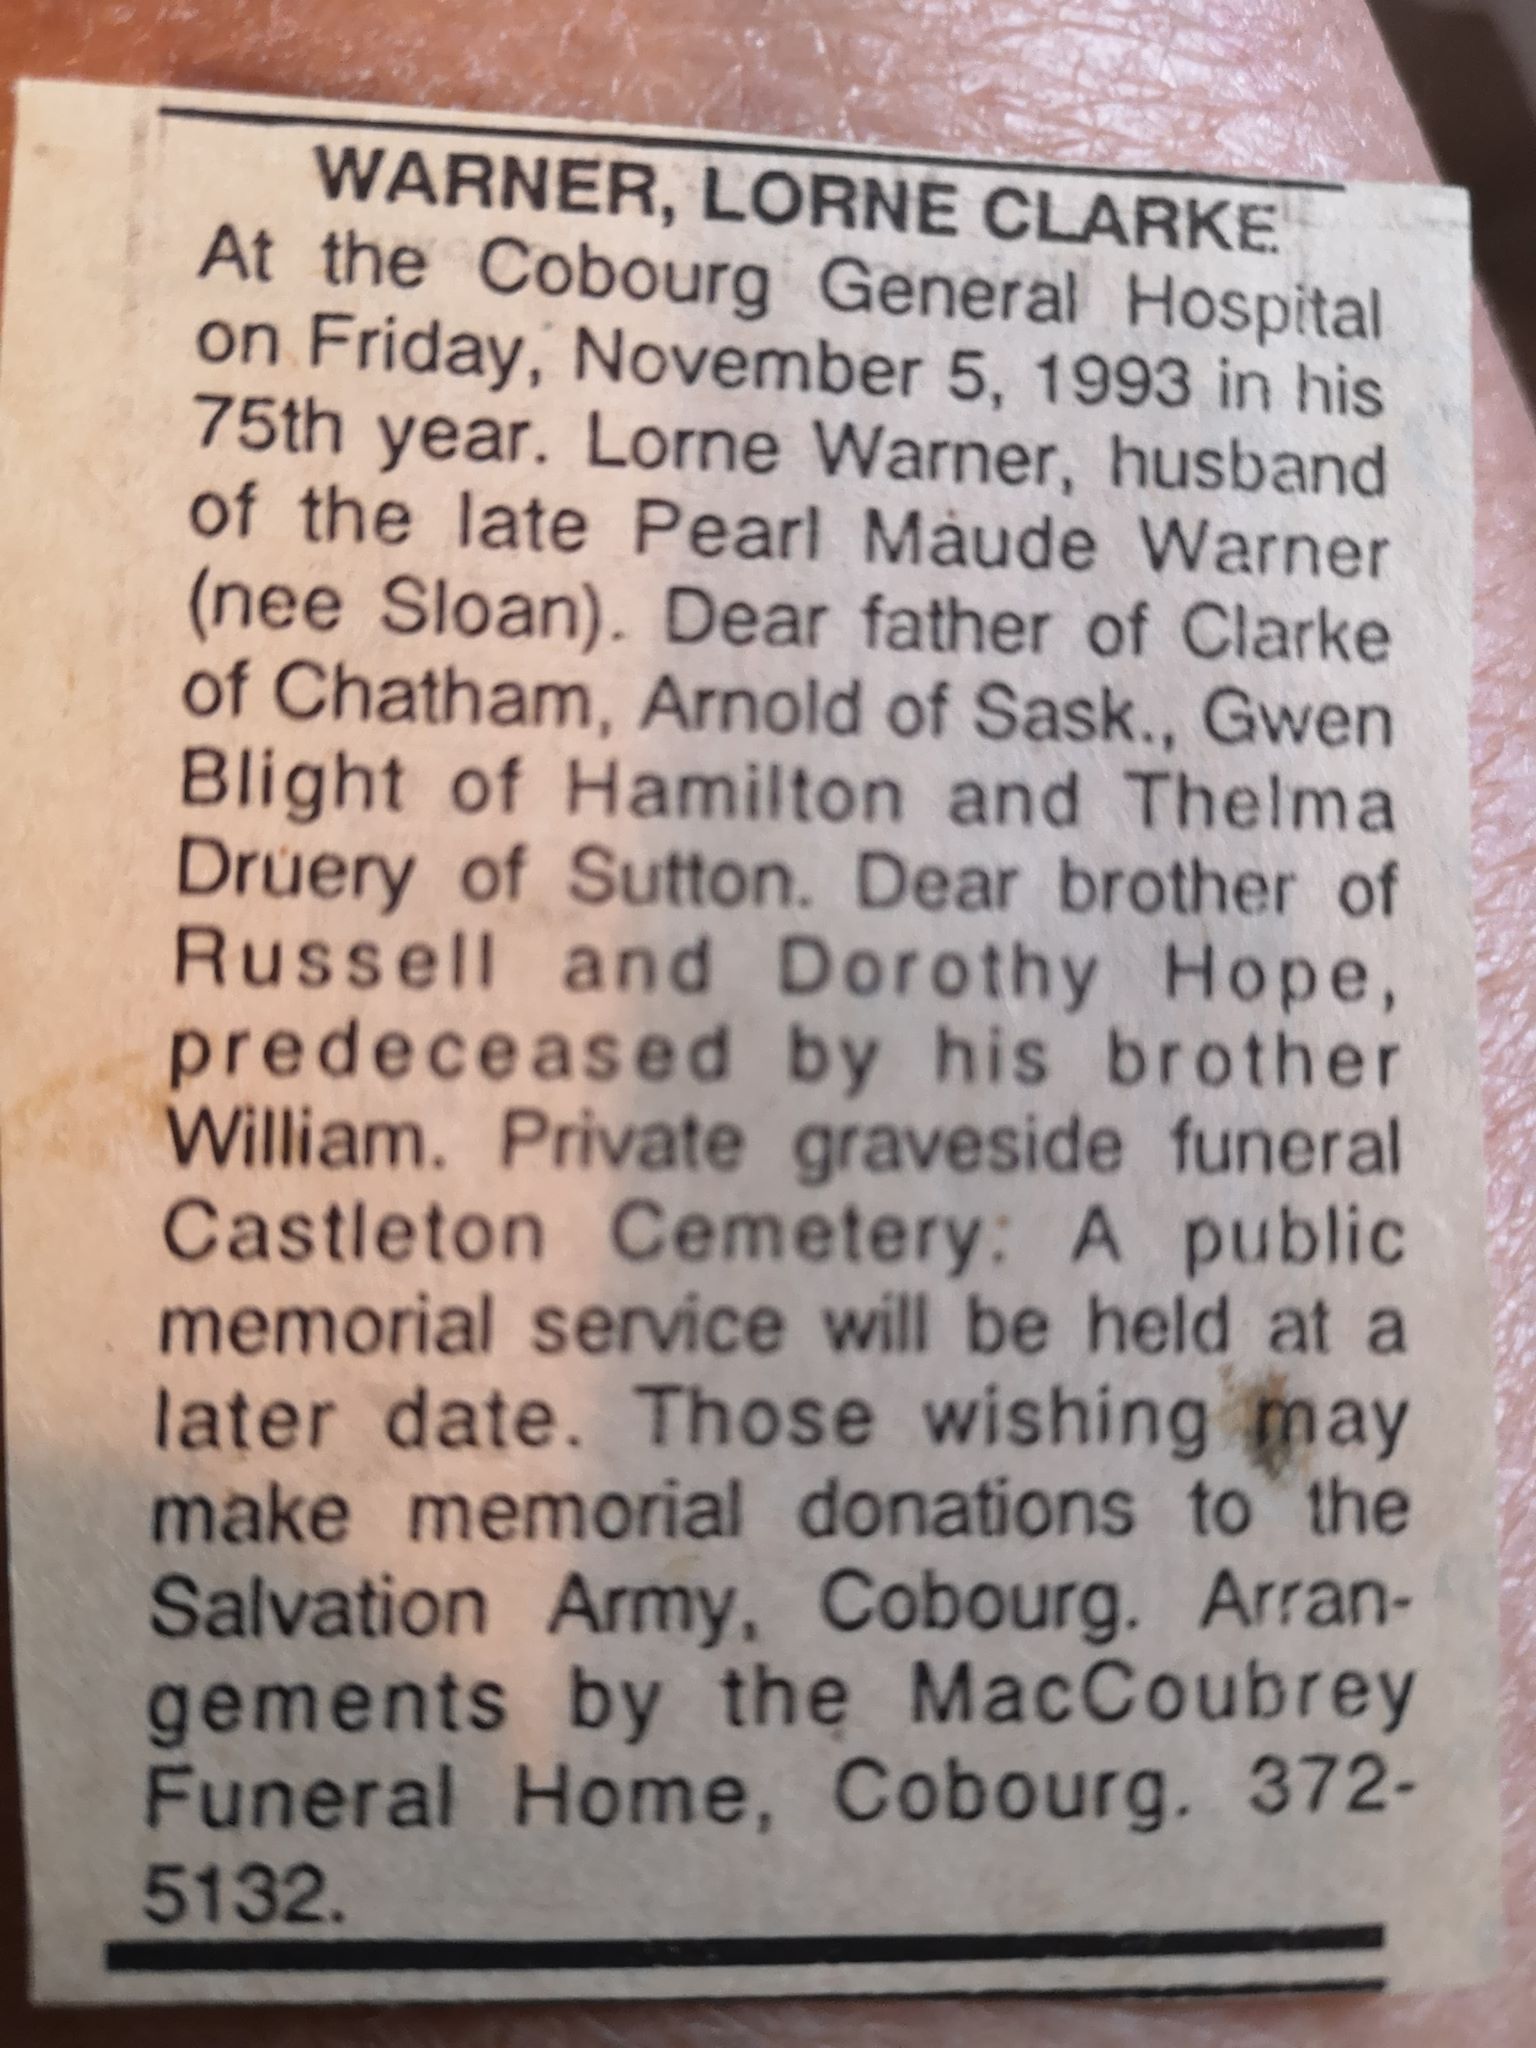 WARNER, LORNE CLARKE
At the Cobourg General Hospital
on Friday, November 5, 1993 in his
75th year. Lorne Warner, husband
of the late Pearl Maude Warner
(nee Sloan). Dear father of Clarke
of Chatham, Arnold of Sask., Gwen
Blight of Hamilton and Thelma
Druery of Sutton. Dear brother of
Russell and Dorothy Hope,
predeceased by his brother
William. Private graveside funeral
Castleton Cemetery: A public
memorial service will be held at a
later date. Those wishing may
make memorial donations to the
Salvation Army, Cobourg. Arran-
gements by the MacCoubrey
Funeral Home, Cobourg. 372-
5132.